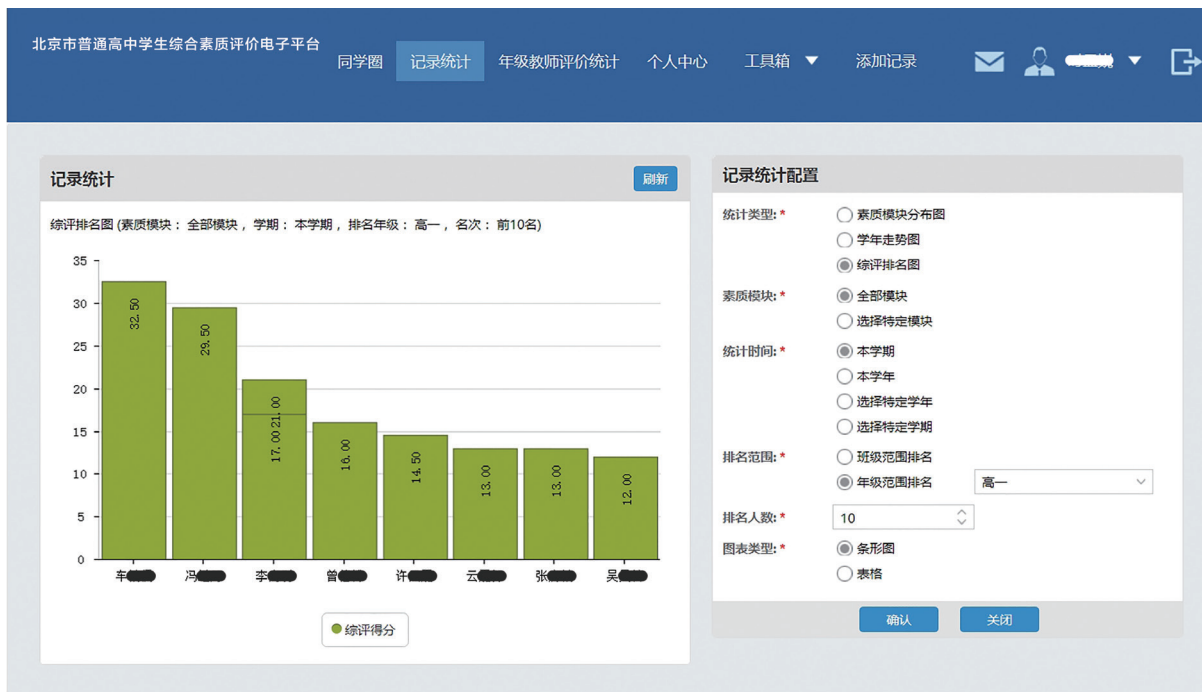 北京市普通高中学生综合素质评价电子平台
同学圈 记录统计 年级教师评价统计 个人中心 工具箱 添加记录
记录统计
刷新
综评排名图 (素质模块： 全部模块 ，学期： 本学期 ，排名年级： 高一 ，名次： 前10名)
35
30
25
20
15
10
5
0
32.50
29.50
21.00
17.00
16.00
14.50
13.00
13.00
12.00
车 冯 李 曾 许 云 张 吴
综评得分
记录统计配置
统计类型: * 素质模块分布图
学年走势图
综评排名图
素质模块: * 全部模块
选择特定模块
统计时间: * 本学期
本学年
选择特定学年
选择特定学期
排名范围: * 班级范围排名
年级范围排名 高一
排名人数: * 10
图表类型: * 条形图
表格
确认 关闭